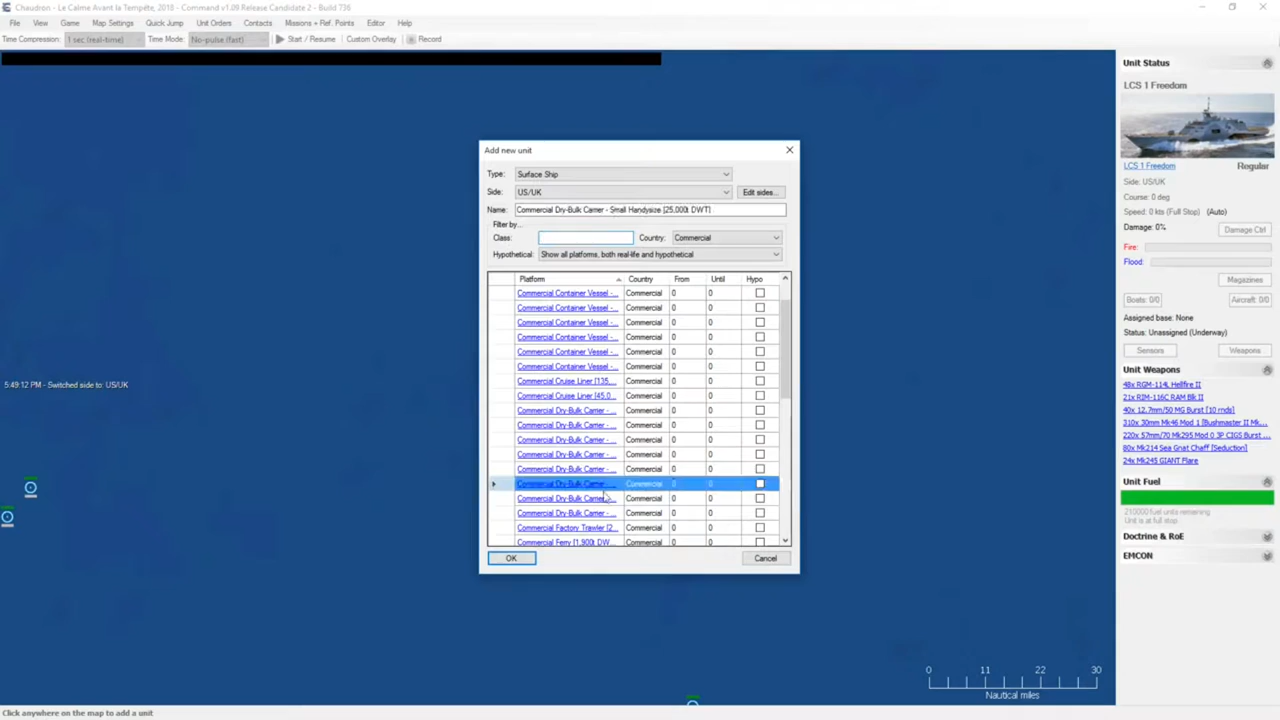 Chaudron - Le Calme Avant la Tempête, 2018 - Command v1.09 Release Candidate 2 - Build 736
File View Game Map Settings Quick Jump Unit Orders Contacts Missions + Ref. Points Editor Help
Time Compression: 1 sec (real-time) Time Mode: No-pulse (fast) Start / Resume Custom Overlay Record
Add new unit
Type: Surface Ship
Side: US/UK Edit sides...
Name: Commercial Dry-Bulk Carrier - Small Handysize [25,000t DWT]
Filter by...
Class: Country: Commercial
Hypothetical: Show all platforms, both real-life and hypothetical
Platform Country From Until Hypo
Commercial Container Vessel -... Commercial 0 0
Commercial Container Vessel -... Commercial 0 0
Commercial Container Vessel -... Commercial 0 0
Commercial Container Vessel -... Commercial 0 0
Commercial Container Vessel -... Commercial 0 0
Commercial Container Vessel -... Commercial 0 0
Commercial Cruise Liner [135,... Commercial 0 0
Commercial Cruise Liner [45,0... Commercial 0 0
Commercial Dry-Bulk Carrier - ... Commercial 0 0
Commercial Dry-Bulk Carrier - ... Commercial 0 0
Commercial Dry-Bulk Carrier - ... Commercial 0 0
Commercial Dry-Bulk Carrier - ... Commercial 0 0
Commercial Dry-Bulk Carrier - ... Commercial 0 0
Commercial Dry-Bulk Carrier - ... Commercial 0 0
Commercial Dry-Bulk Carrier - ... Commercial 0 0
Commercial Dry-Bulk Carrier - ... Commercial 0 0
Commercial Factory Trawler [2... Commercial 0 0
Commercial Ferry [1,900t DW... Commercial 0 0
OK Cancel
5:49:12 PM - Switched side to: US/UK
Unit Status
LCS 1 Freedom
LCS 1 Freedom Regular
Side: US/UK
Course: 0 deg
Speed: 0 kts (Full Stop) (Auto)
Damage: 0% Damage Ctrl
Fire:
Flood:
Magazines
Boats: 0/0 Aircraft: 0/0
Assigned base: None
Status: Unassigned (Underway)
Sensors Weapons
Unit Weapons
48x RGM-114L Hellfire II
21x RIM-116C RAM Blk II
40x 12.7mm/50 MG Burst [10 rnds]
310x 30mm Mk46 Mod 1 [Bushmaster II Mk...
220x 57mm/70 Mk295 Mod 0 3P CIGS Burst ...
80x Mk214 Sea Gnat Chaff [Seduction]
24x Mk245 GIANT Flare
Unit Fuel
210000 fuel units remaining
Unit is at full stop.
Doctrine & RoE
EMCON
0 11 22 30
Nautical miles
Click anywhere on the map to add a unit